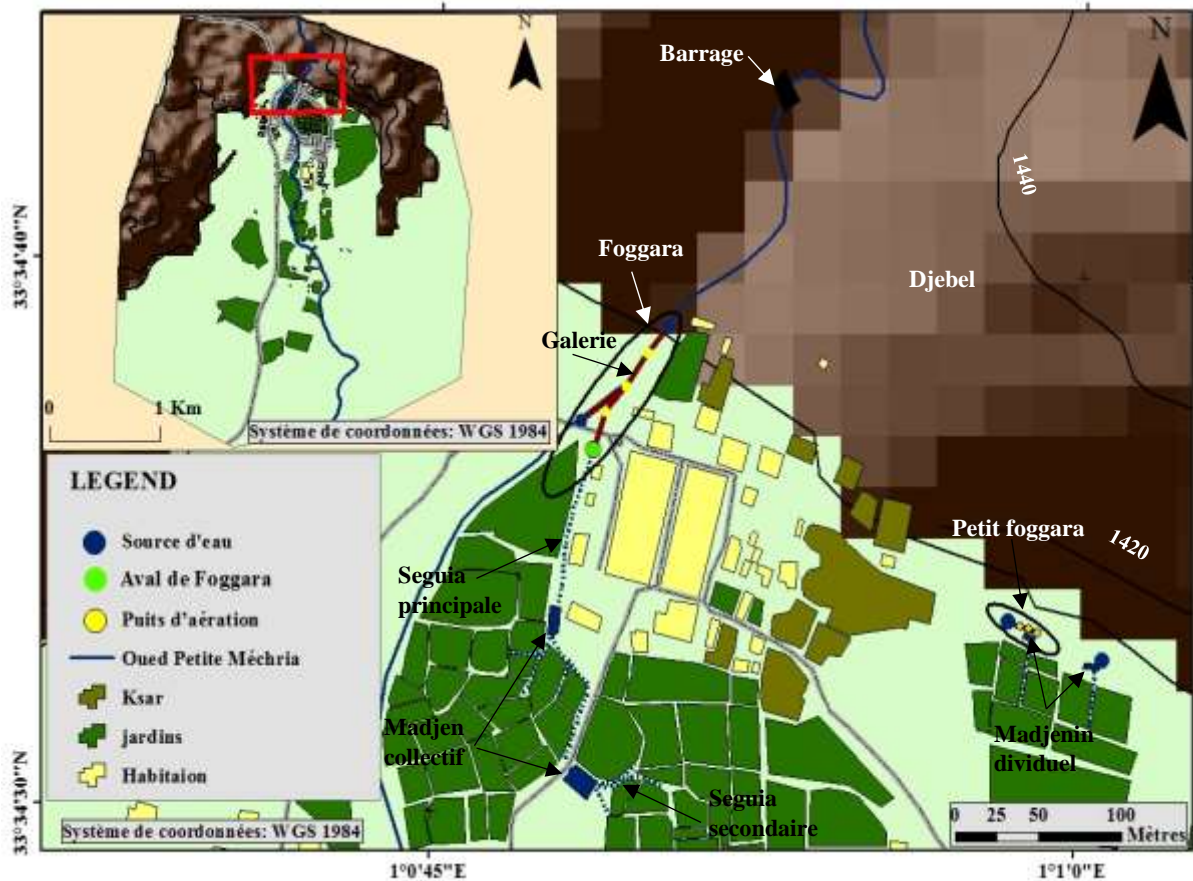 N
0
1 Km
Système de coordonnées: WGS 1984
N
Barrage
1440
Foggara
Djebel
Galerie
33°34'40"N
LEGEND
Source d'eau
Aval de Foggara
Puits d'aération
Oued Petite Méchria
Ksar
jardins
Habitaion
Petit foggara
1420
Seguia
principale
Madjen
collectif
Madjenin
dividuel
Seguia
secondaire
33°34'30"N
Système de coordonnées: WGS 1984
0 25 50 100
Mètres
1°0'45"E
1°1'0"E